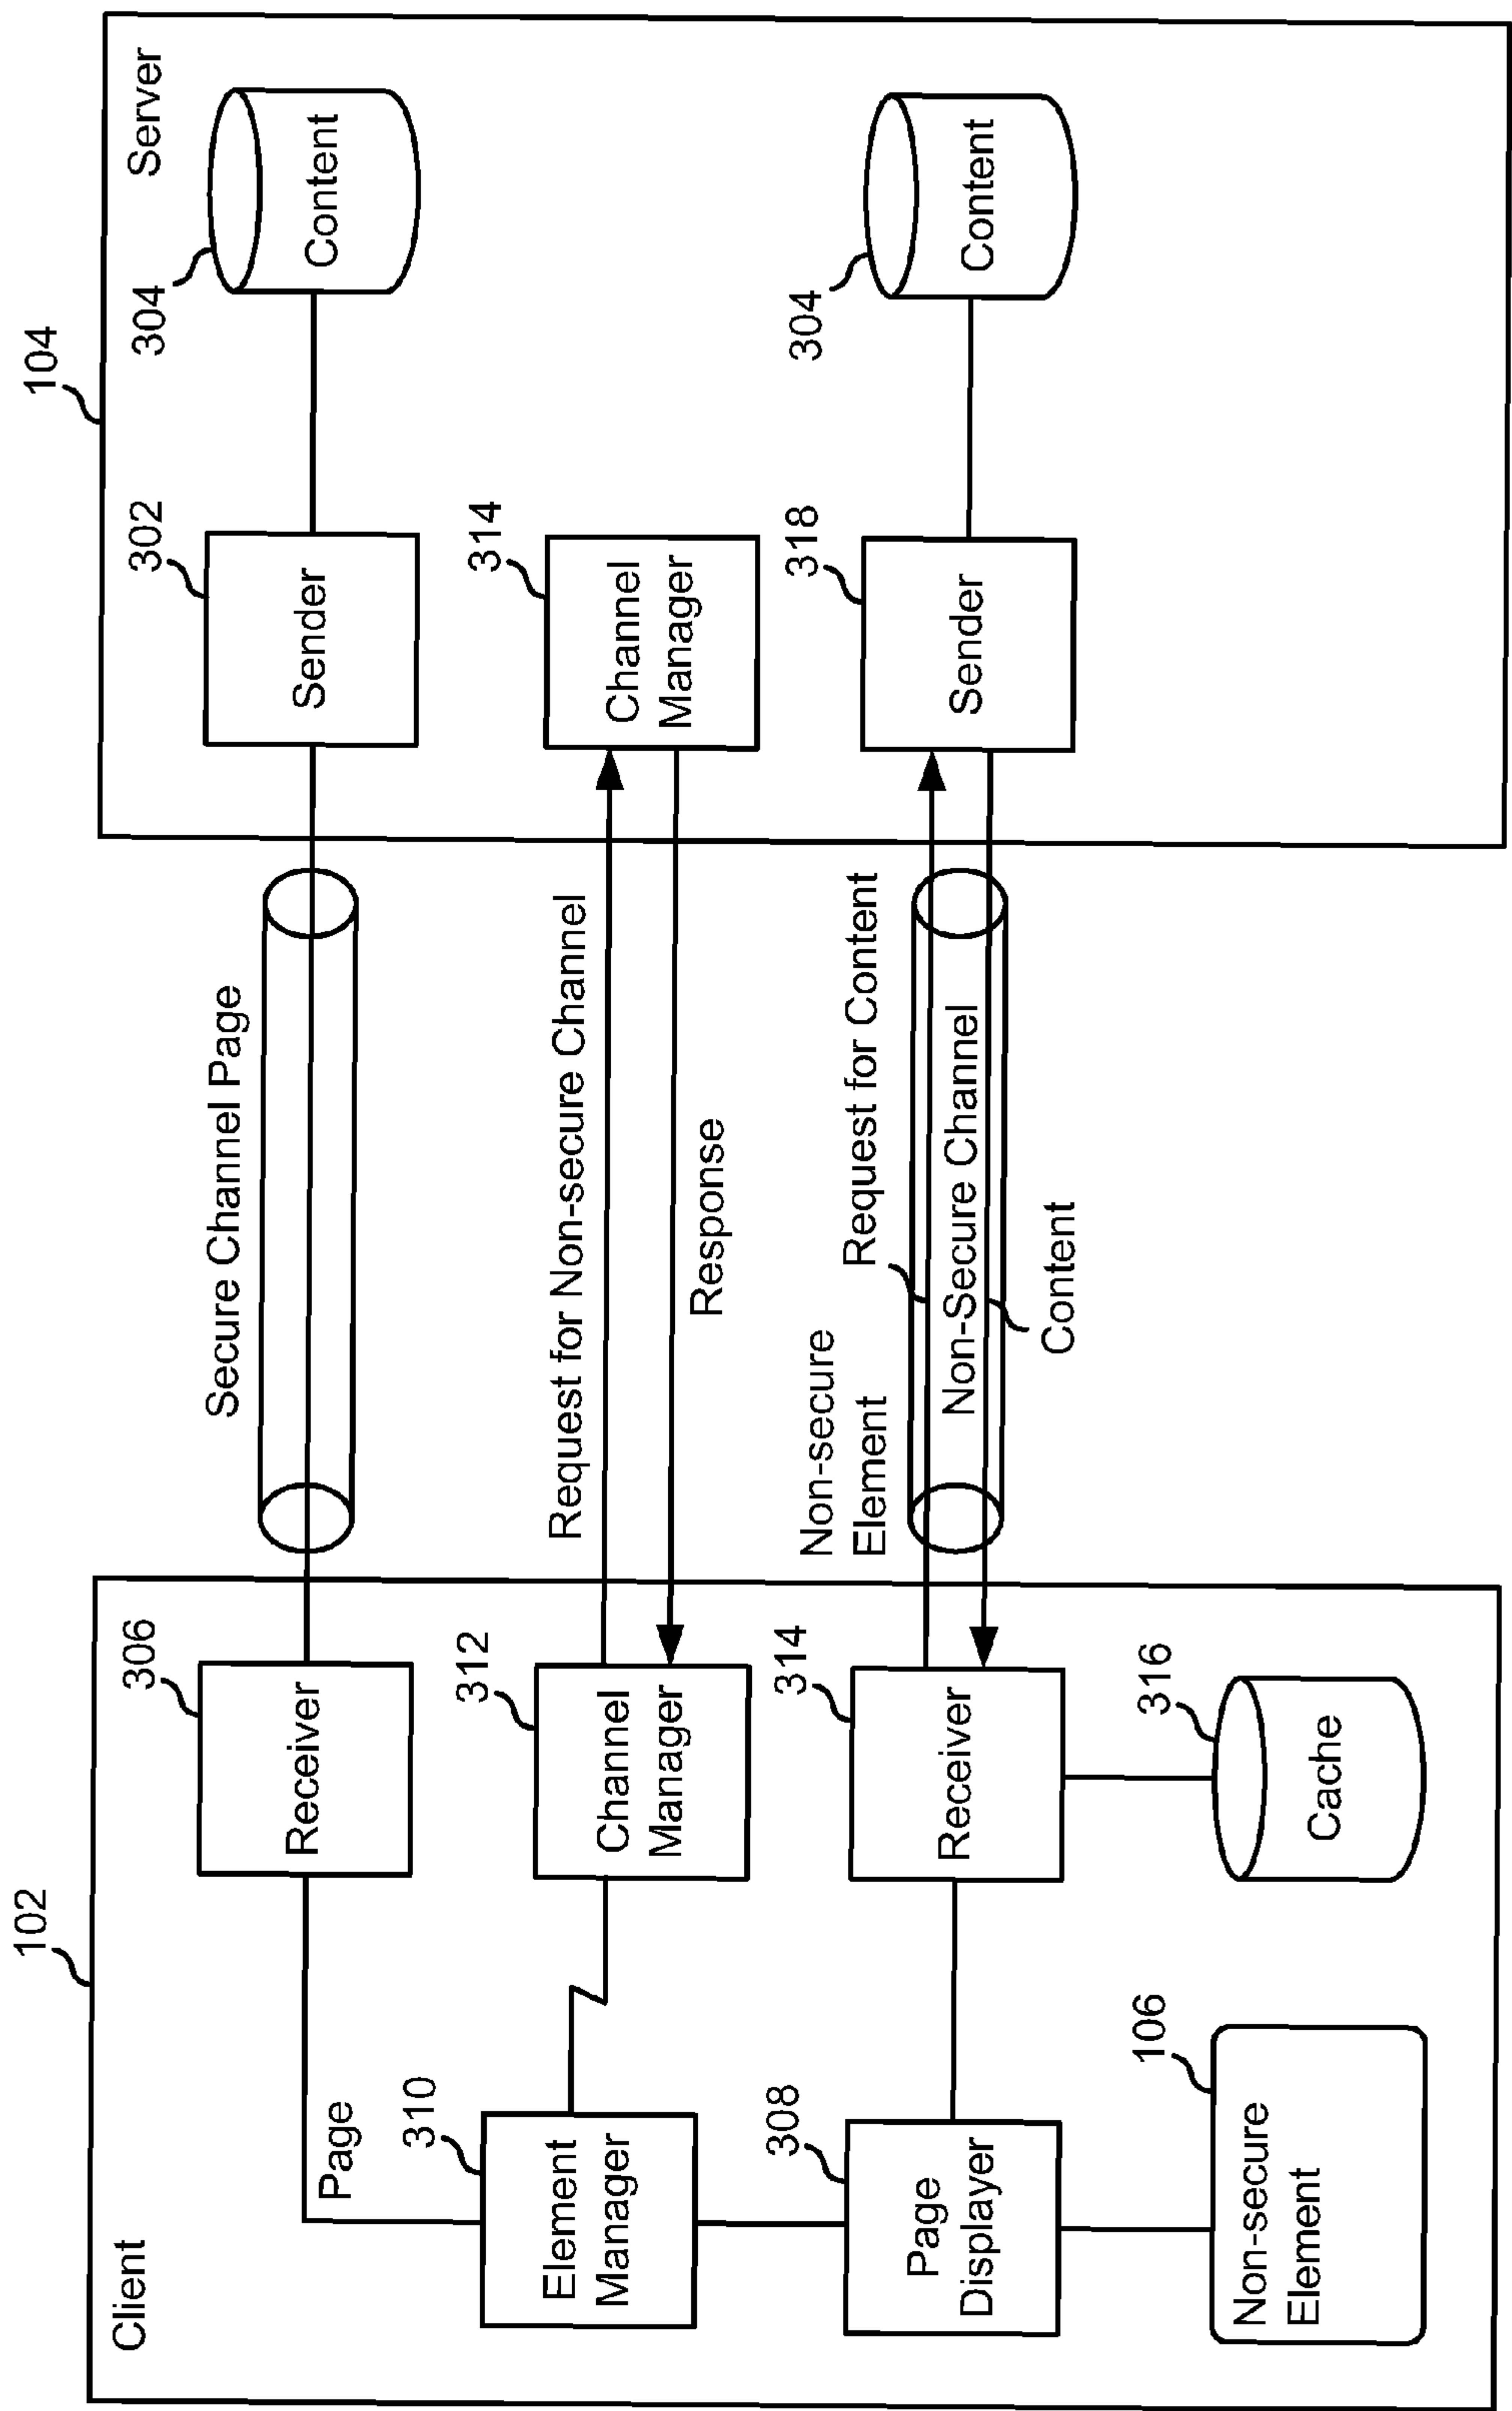 102
Client
306
Receiver
Page
310
Element
Manager
312
Channel
Manager
308
Page
Displayer
314
Receiver
106
Non-secure
Element
316
Cache
Secure Channel Page
Request for Non-secure Channel
Response
Non-secure
Element
Request for Content
Non-Secure Channel
Content
104
Server
302
Sender
304
Content
314
Channel
Manager
318
Sender
304
Content